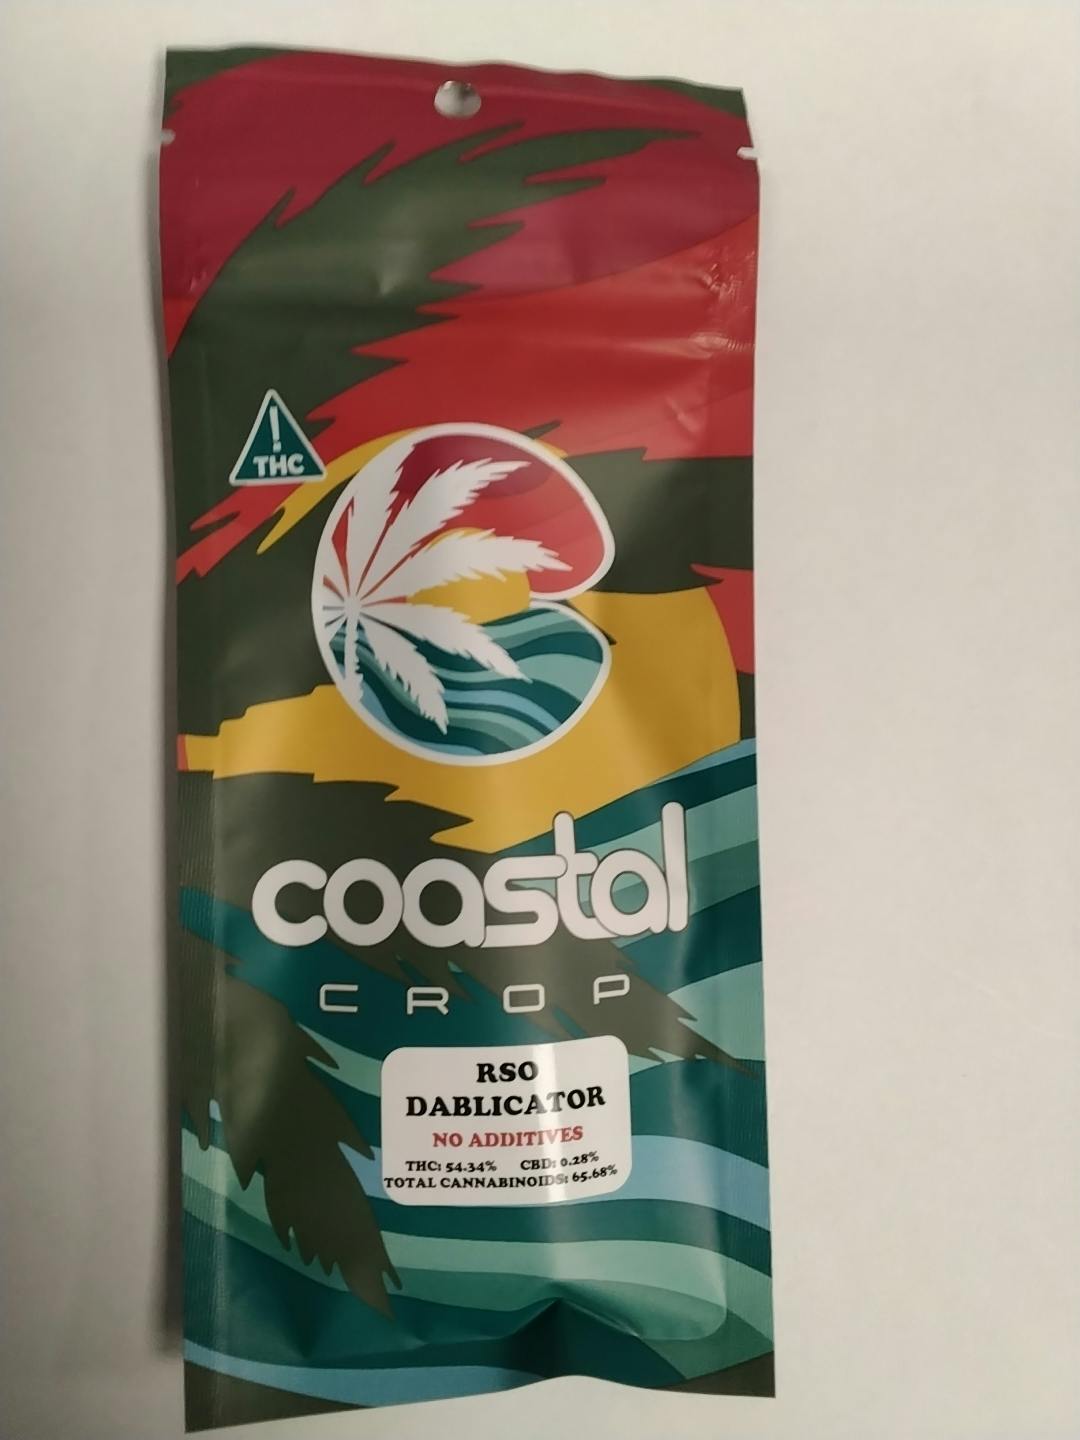 !
THC
coastal
CROP
RSO
DABLICATOR
NO ADDITIVES
THC: 54.34% CBD: 0.28%
TOTAL CANNABINOIDS: 65.68%